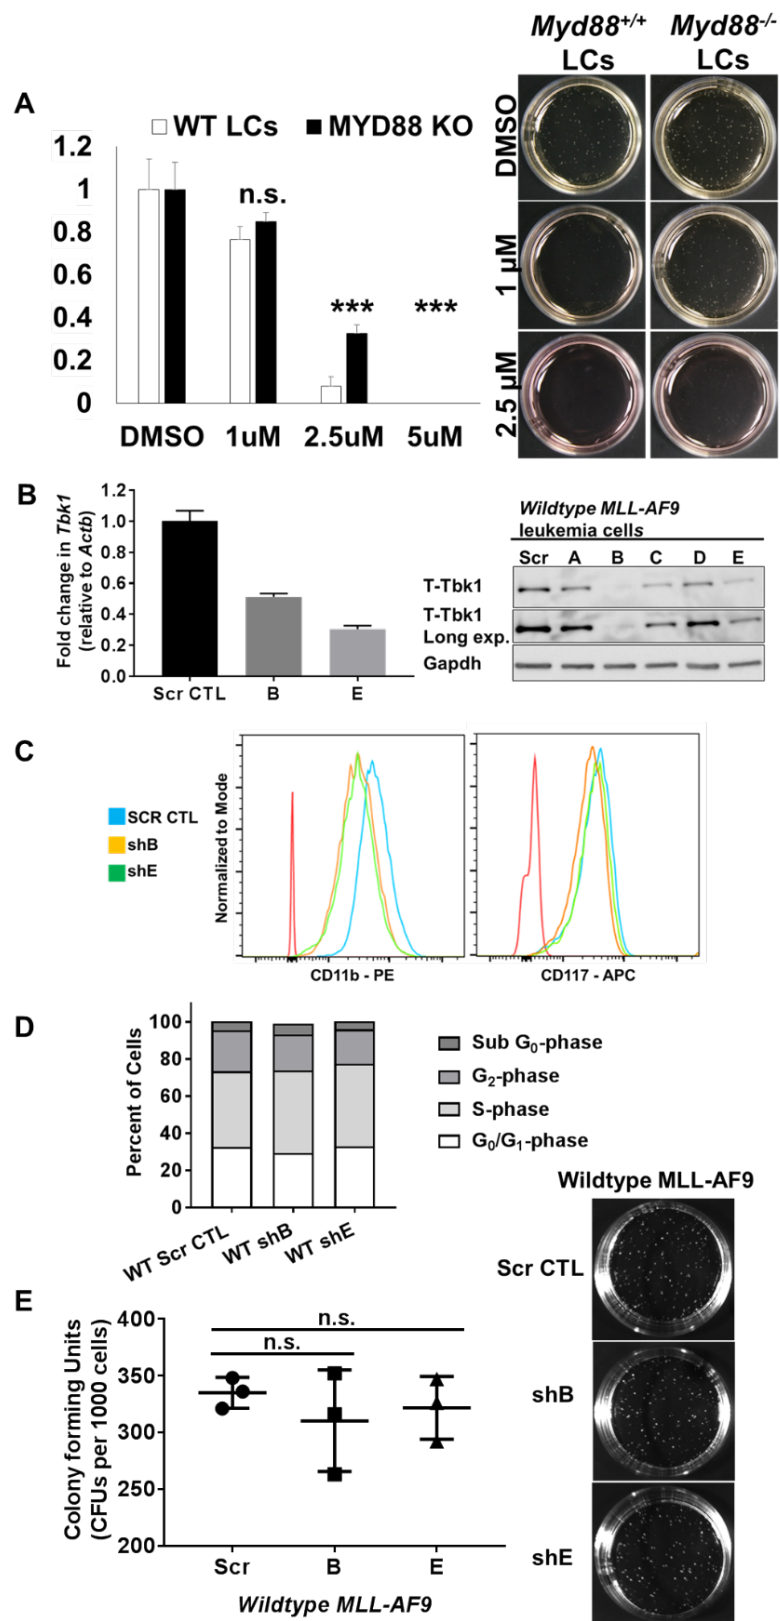 Myd88+/+ Myd88-/-
LCs LCs
A
WT LCs MYD88 KO
1.2
1
0.8
0.6
0.4
0.2
0
n.s.
***
***
DMSO 1uM 2.5uM 5uM
DMSO
1 µM
2.5 µM
B
Fold change in Tbk1
(relative to Actb)
1.2
1.0
0.8
0.6
0.4
0.2
0.0
Scr CTL B E
Wildtype MLL-AF9
leukemia cells
Scr A B C D E
T-Tbk1
T-Tbk1
Long exp.
Gapdh
C
SCR CTL
shB
shE
Normalized to Mode
CD11b - PE
CD117 - APC
D
Percent of Cells
100
80
60
40
20
0
WT Scr CTL
WT shB
WT shE
Sub G0-phase
G2-phase
S-phase
G0/G1-phase
Wildtype MLL-AF9
Scr CTL
shB
shE
E
Colony forming Units
(CFUs per 1000 cells)
400
350
300
250
200
n.s.
n.s.
Scr B E
Wildtype MLL-AF9